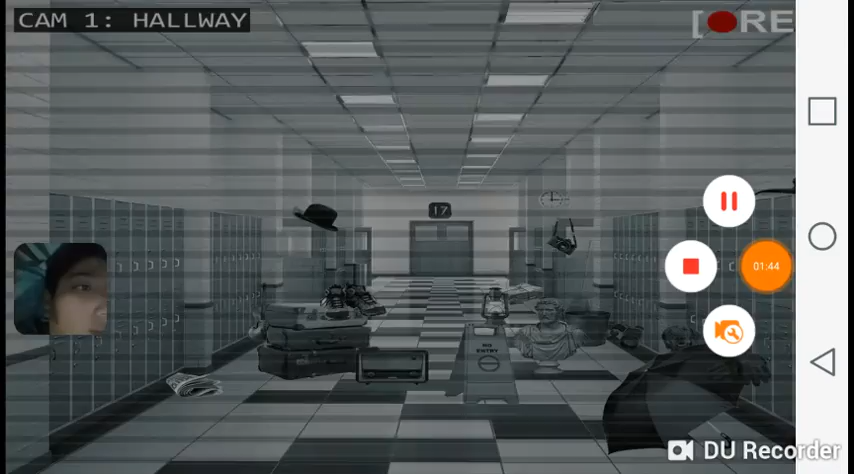 CAM 1: HALLWAY
[ RE
17
NO
ENTRY
01:44
DU Recorder